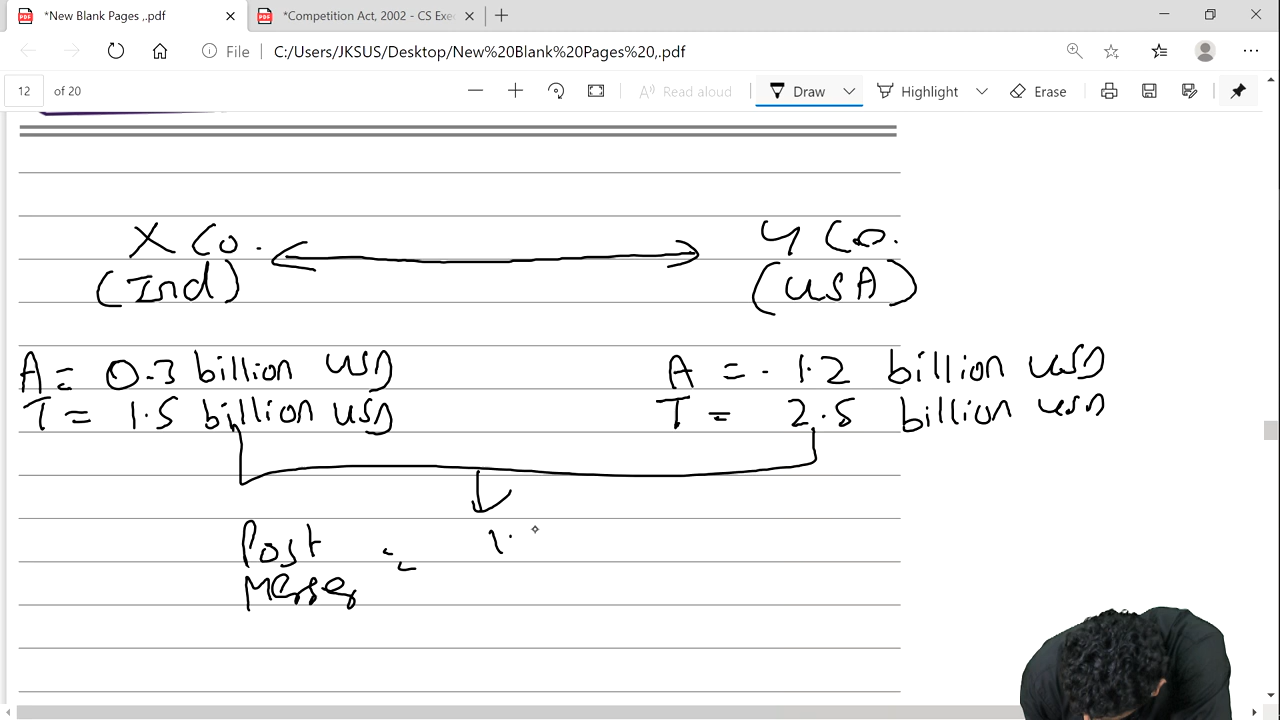 *New Blank Pages ,.pdf
*Competition Act, 2002 - CS Exe
File C:/Users/JKSUS/Desktop/New%20Blank%20Pages%20,.pdf
12 of 20
Read aloud Draw Highlight Erase
X Co. Y Co.
(Ind) (USA)
A = 0.3 billion USD A = 1.2 billion USD
T = 1.5 billion USD T = 2.5 billion USD
Post = 1.
Merger